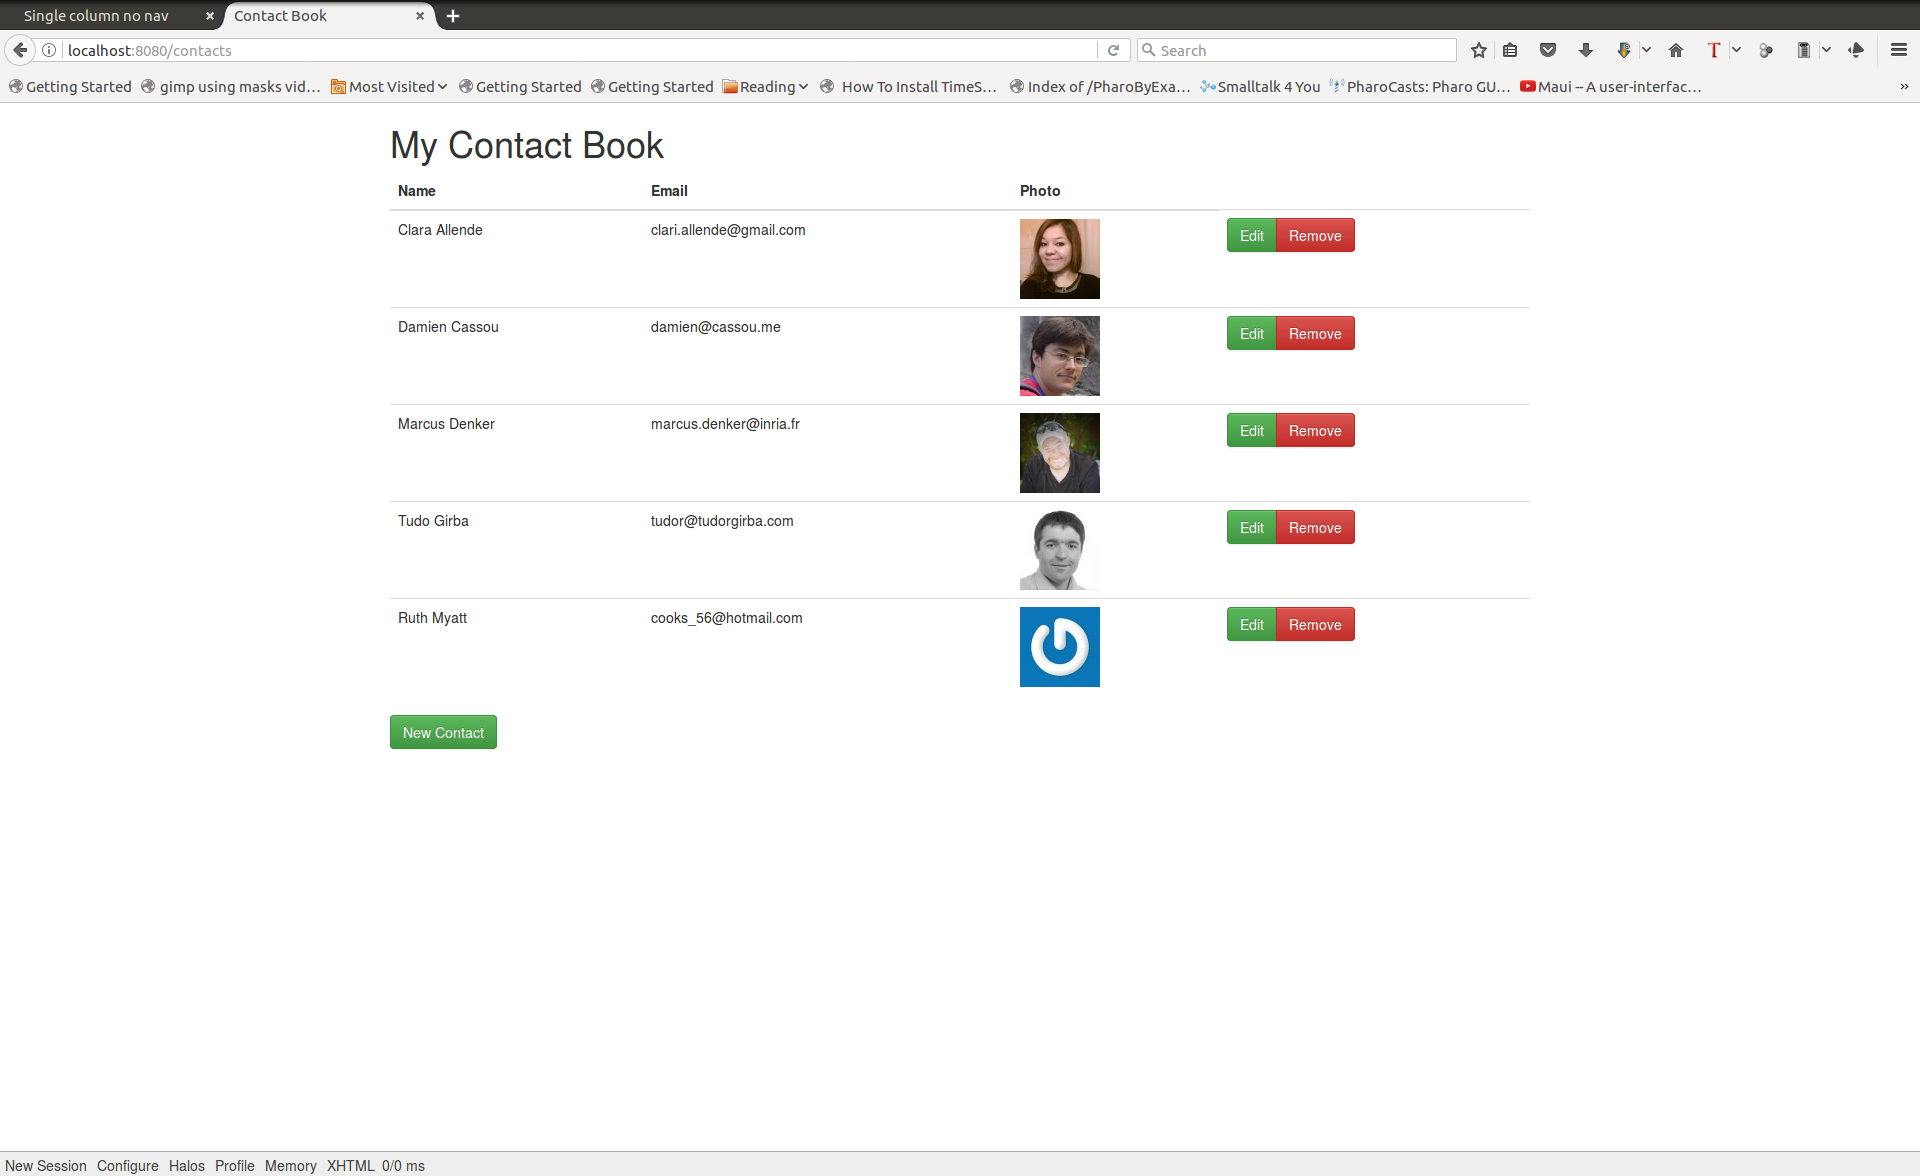 Single column no nav
Contact Book
localhost:8080/contacts
Search
Getting Started
gimp using masks vid...
Most Visited
Getting Started
Getting Started
Reading
How To Install TimeS...
Index of /PharoByExa...
Smalltalk 4 You
PharoCasts: Pharo GU...
Maui -- A user-interfac...
My Contact Book
Name Email Photo
Clara Allende clari.allende@gmail.com Edit Remove
Damien Cassou damien@cassou.me Edit Remove
Marcus Denker marcus.denker@inria.fr Edit Remove
Tudo Girba tudor@tudorgirba.com Edit Remove
Ruth Myatt cooks_56@hotmail.com Edit Remove
New Contact
New Session Configure Halos Profile Memory XHTML 0/0 ms